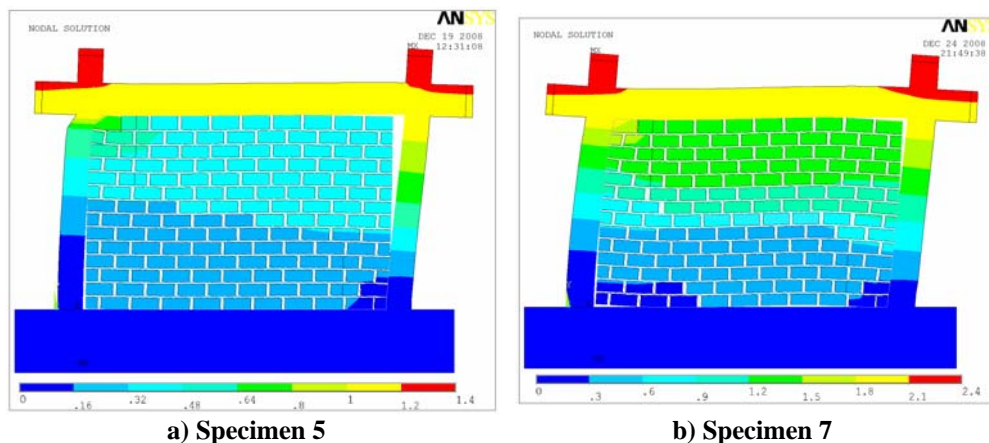 ANSYS
NODAL SOLUTION
DEC 19 2008
MX 12:31:08
0 .16 .32 .48 .64 .8 1 1.2 1.4
a) Specimen 5
ANSYS
NODAL SOLUTION
DEC 24 2008
MX 21:49:38
0 .3 .6 .9 1.2 1.5 1.8 2.1 2.4
b) Specimen 7